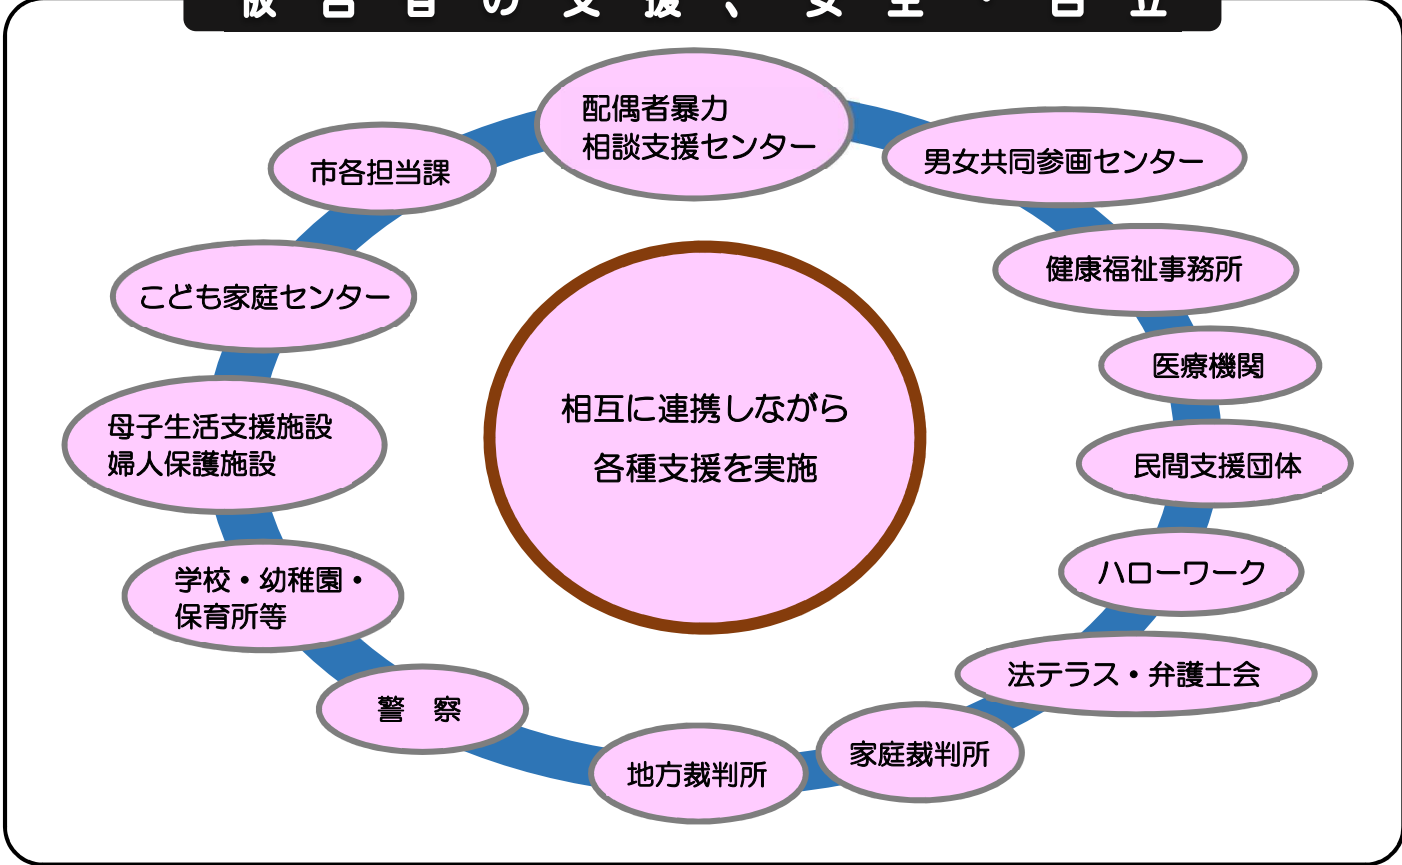 配偶者暴力
相談支援センター
男女共同参画センター
健康福祉事務所
医療機関
民間支援団体
ハローワーク
法テラス・弁護士会
家庭裁判所
地方裁判所
警　察
学校・幼稚園・
保育所等
母子生活支援施設
婦人保護施設
こども家庭センター
市各担当課
相互に連携しながら
各種支援を実施